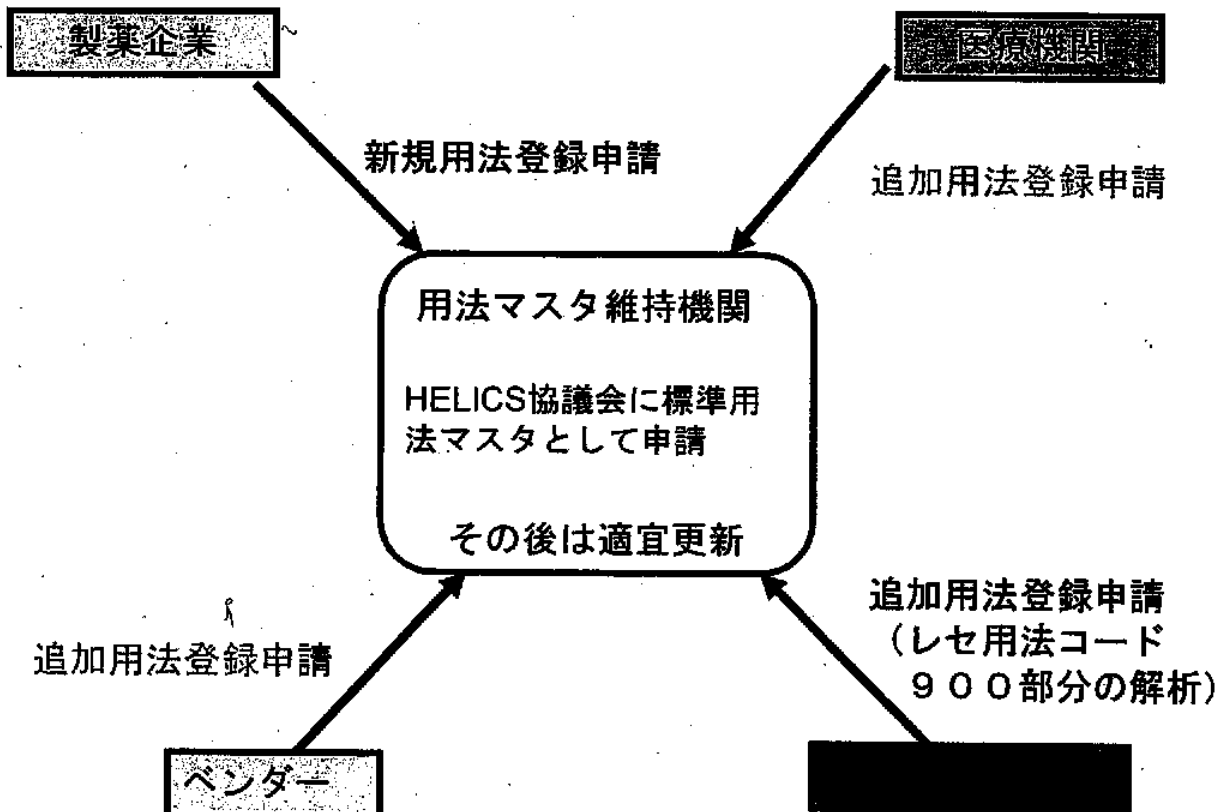 製薬企業
医療機関
新規用法登録申請
追加用法登録申請
用法マスタ維持機関
HELICS協議会に標準用
法マスタとして申請
その後は適宜更新
追加用法登録申請
追加用法登録申請
（レセ用法コード
９００部分の解析）
ベンダー